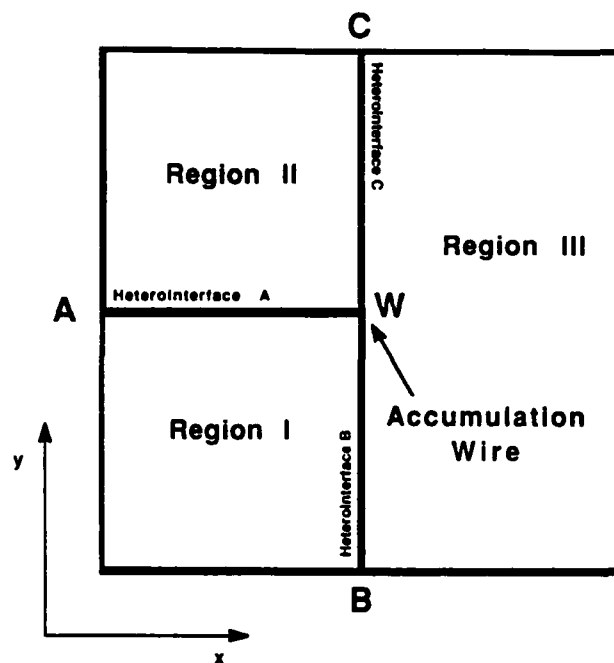 C
Heterointerface C
Region II
Region III
Heterointerface A
A
W
Region I
Accumulation
Wire
Heterointerface B
y
B
x